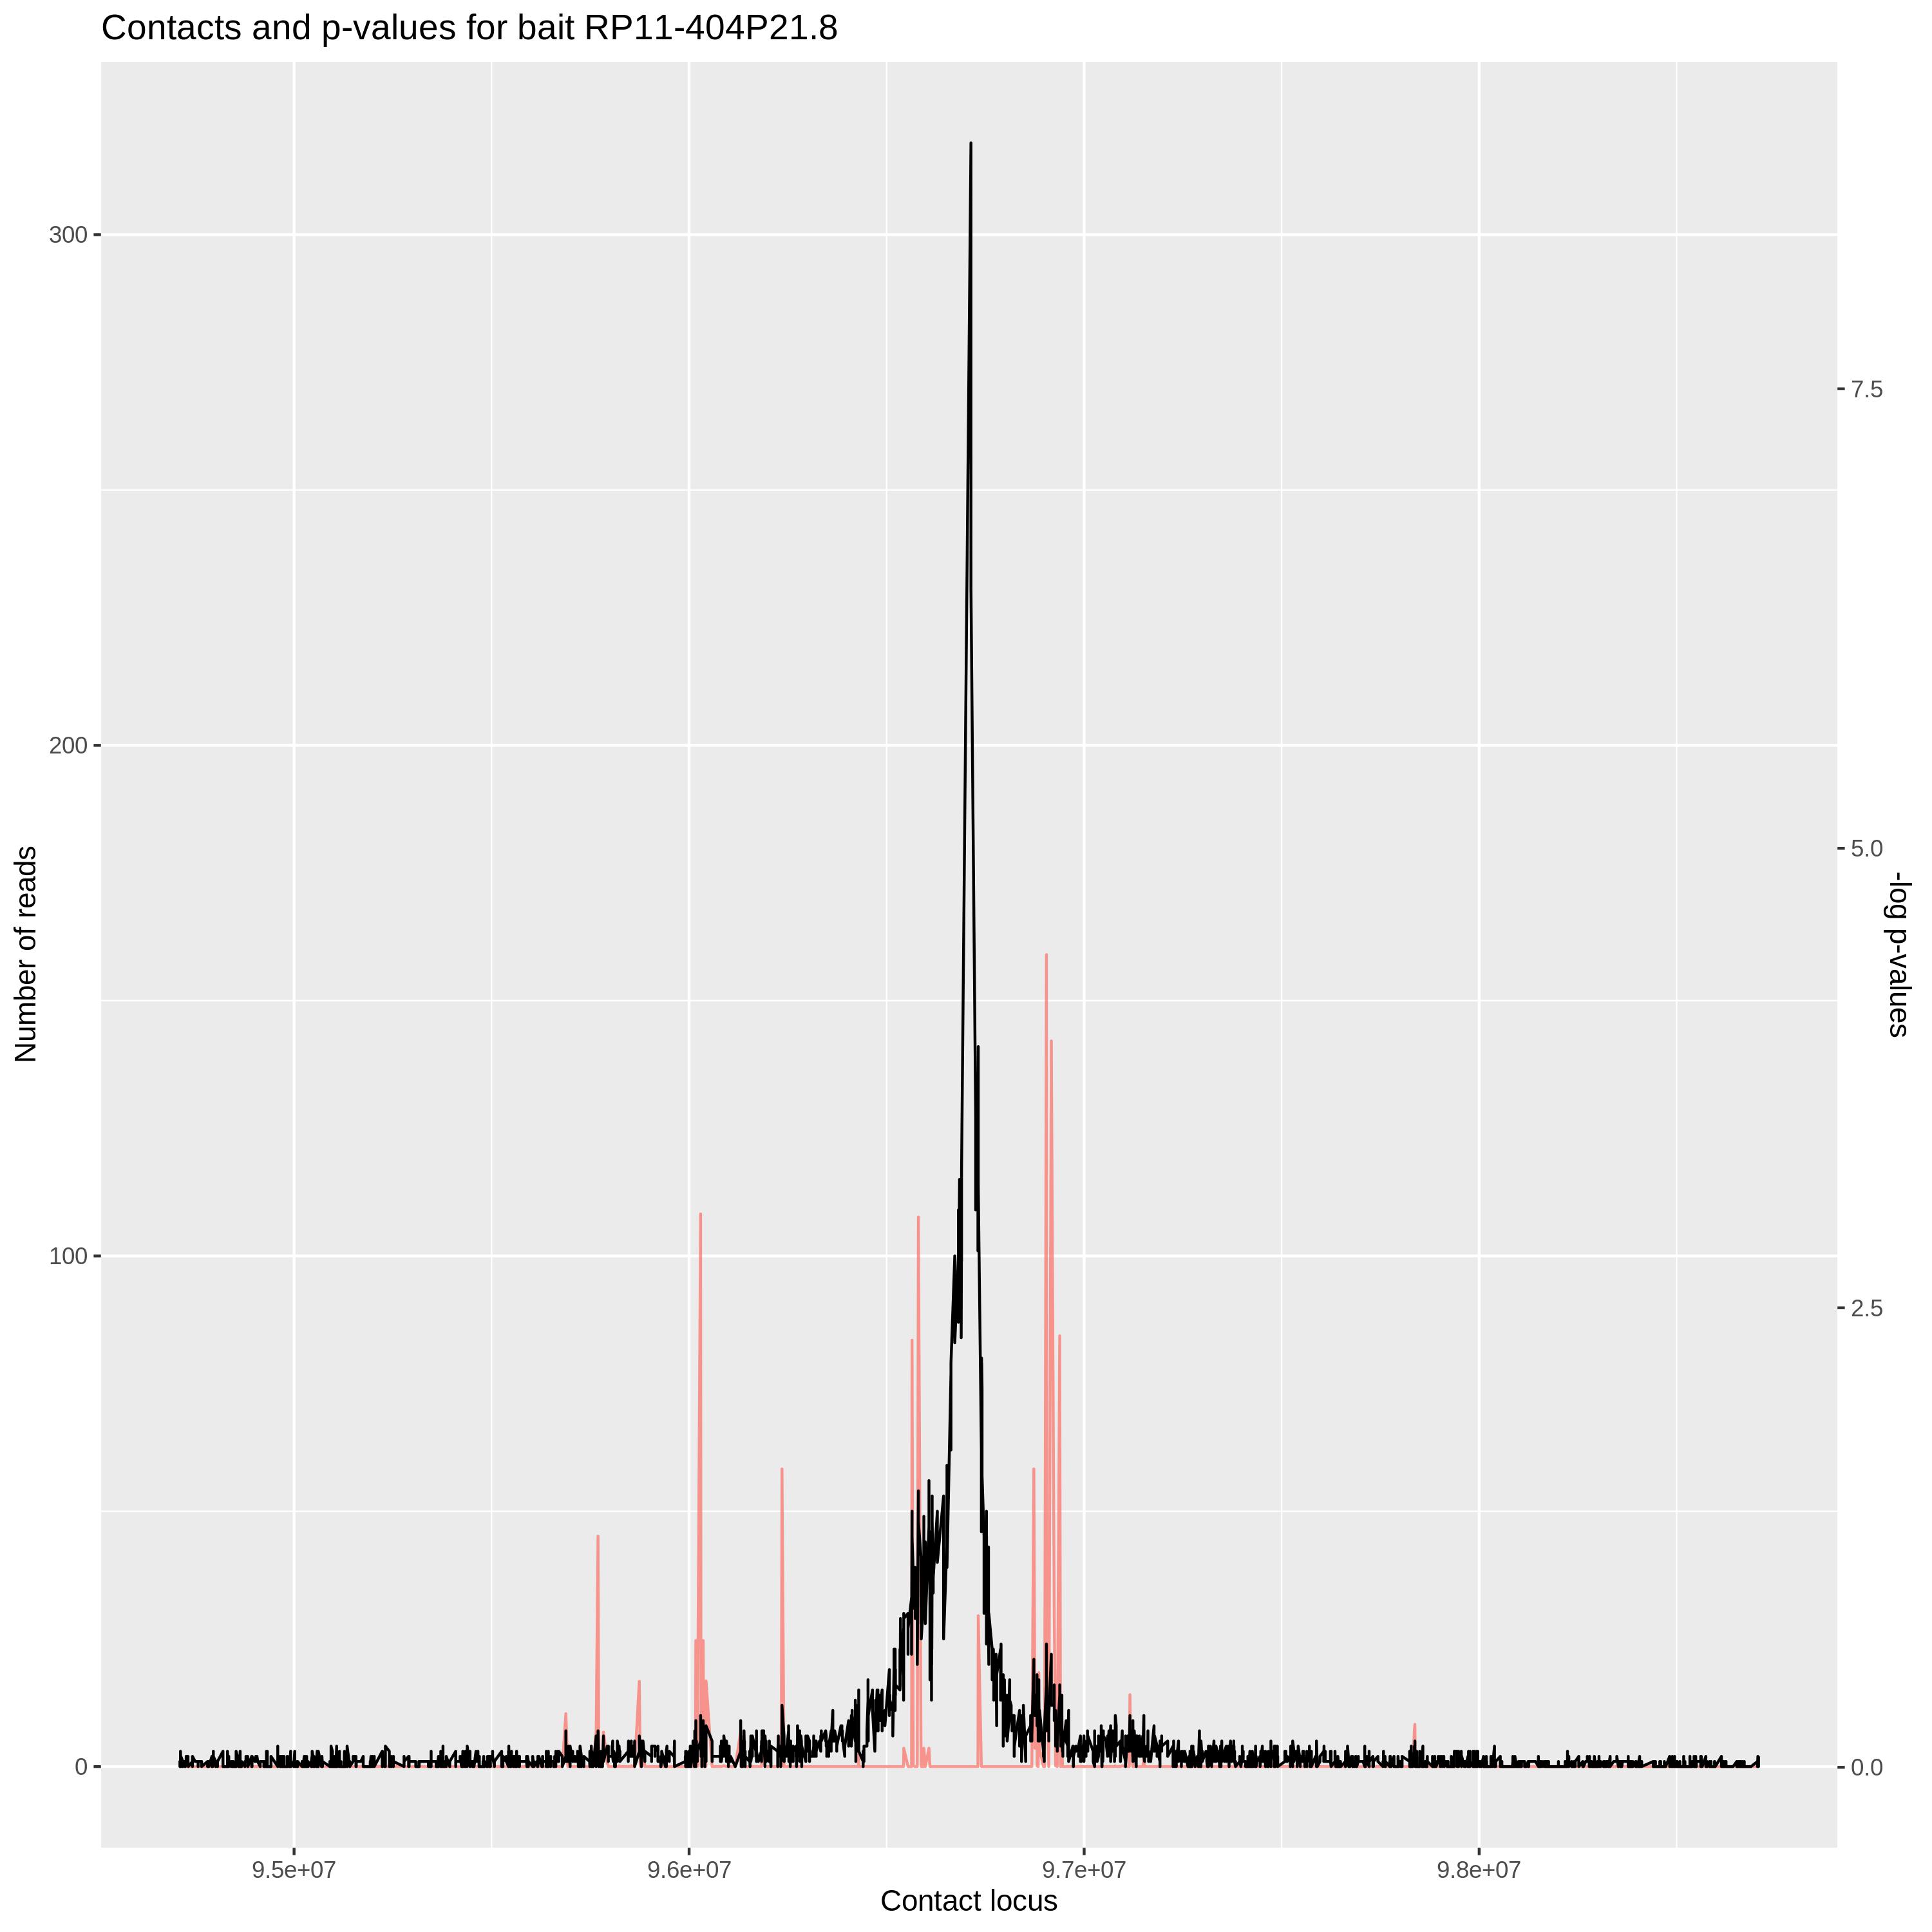 Contacts and p-values for bait RP11-404P21.8
300
200
100
0
Number of reads
7.5
5.0
2.5
0.0
-log p-values
9.5e+07 9.6e+07 9.7e+07 9.8e+07
Contact locus